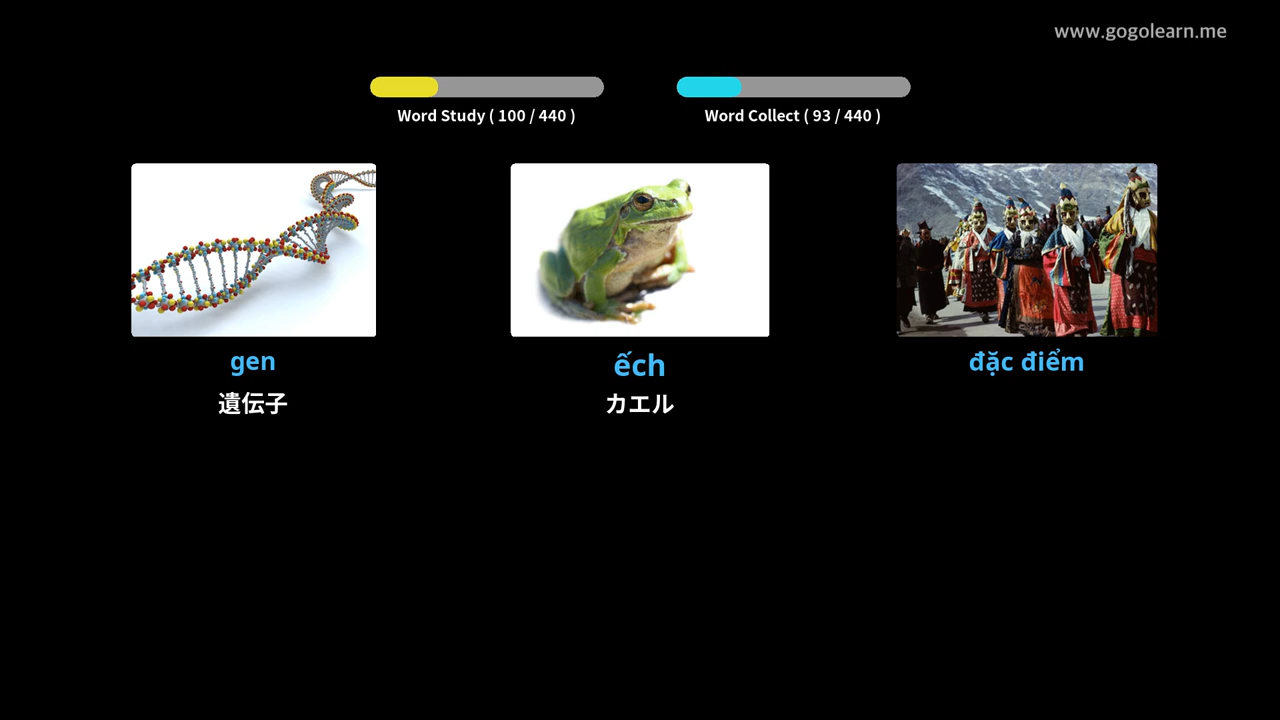 www.gogolearn.me
Word Study ( 100 / 440 )
Word Collect ( 93 / 440 )
gen
ếch
đặc điểm
遺伝子
カエル